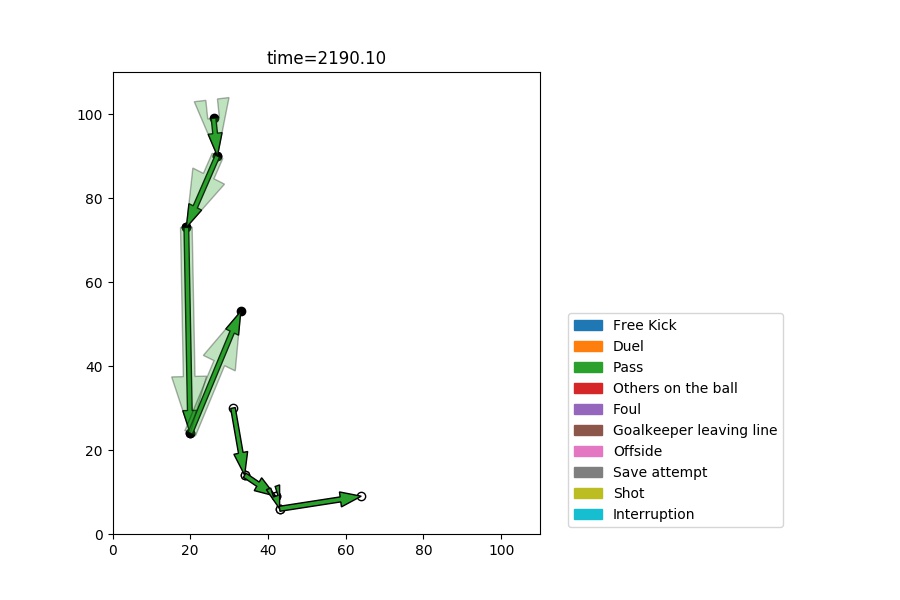 time=2190.10
100
80
60
40
20
0
0 20 40 60 80 100
Free Kick
Duel
Pass
Others on the ball
Foul
Goalkeeper leaving line
Offside
Save attempt
Shot
Interruption